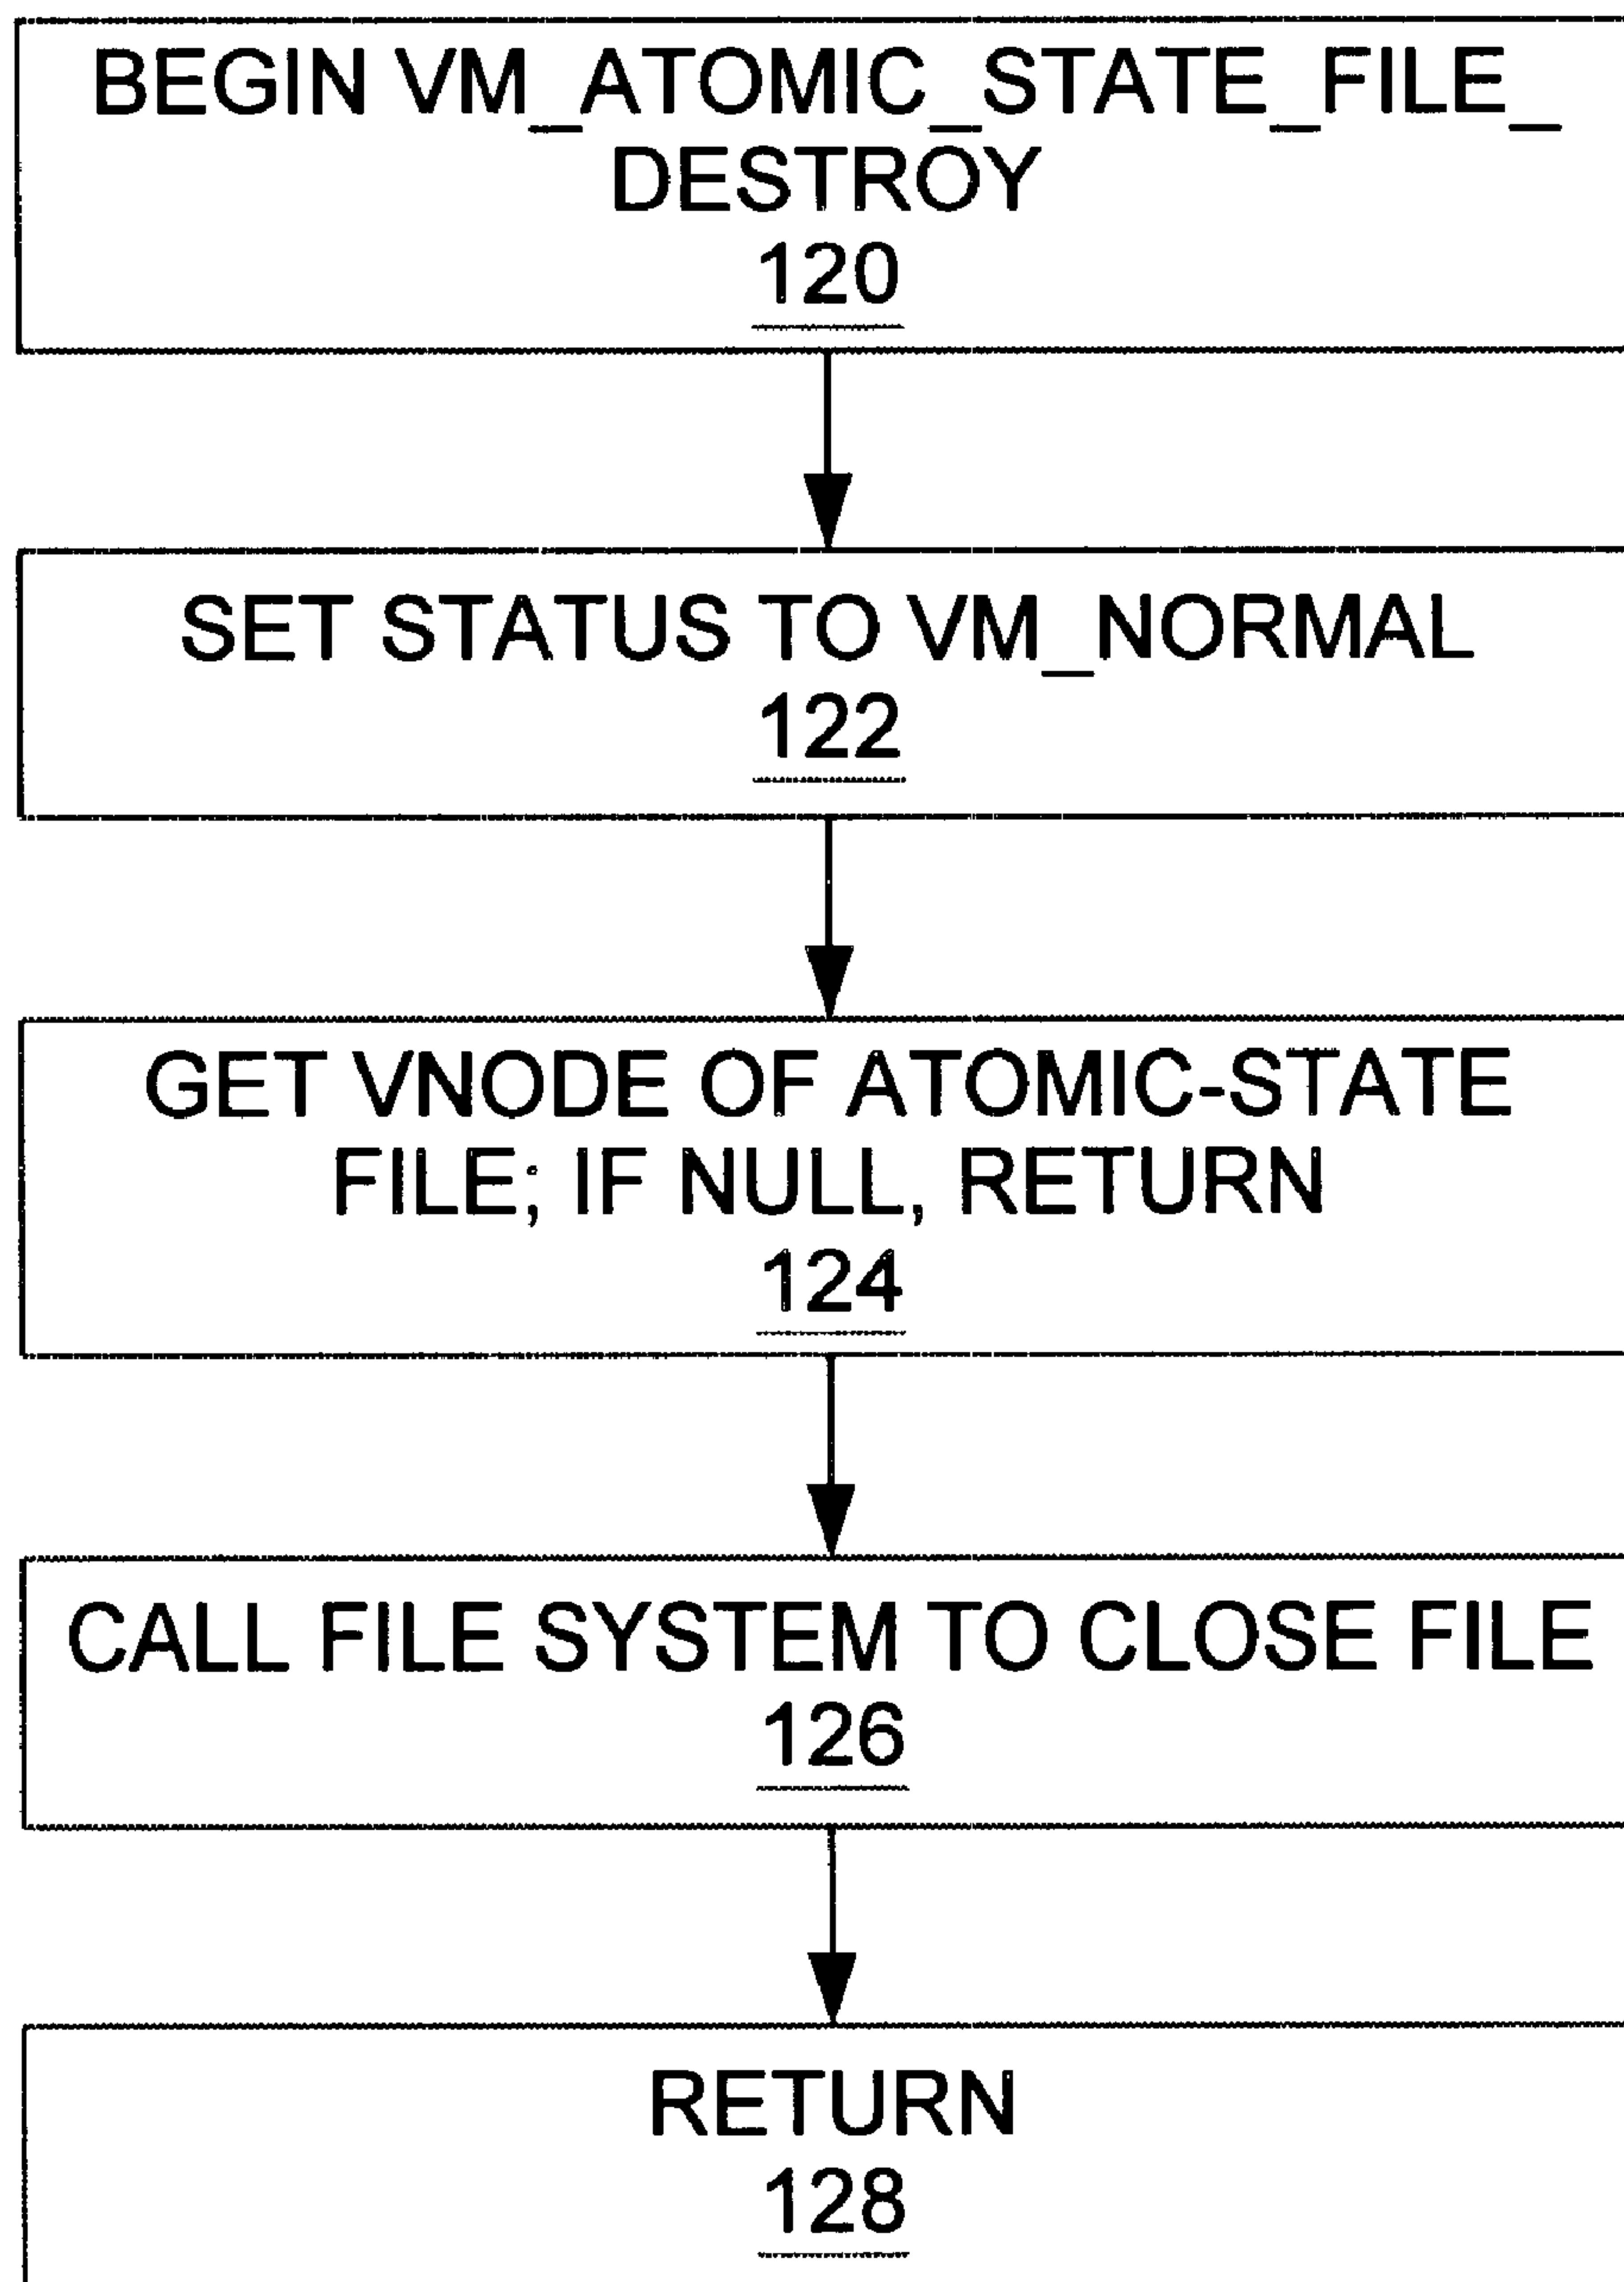 BEGIN VM_ATOMIC_STATE_FILE_
DESTROY
120
SET STATUS TO VM_NORMAL
122
GET VNODE OF ATOMIC-STATE
FILE; IF NULL, RETURN
124
CALL FILE SYSTEM TO CLOSE FILE
126
RETURN
128